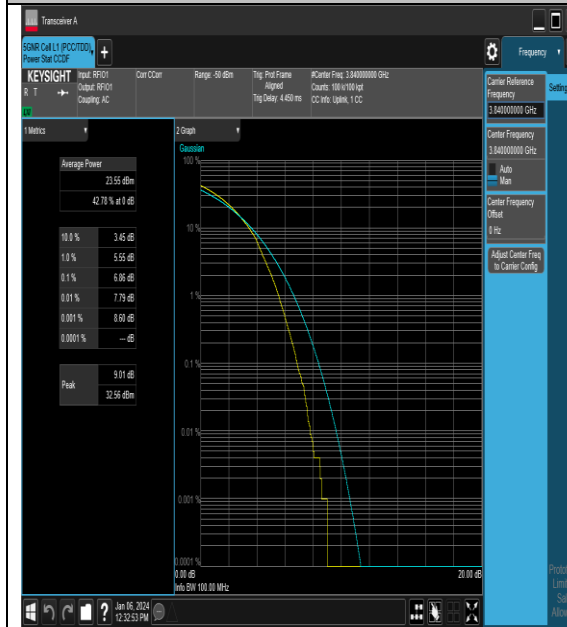 Transceiver A
5GNR Cell L1 (PCC/TDD),
Power Stat CCDF
Frequency
KEYSIGHT
R T
Input: RFIO1
Output: RFIO1
Coupling: AC
Corr CCorr
Range: -50 dBm
Trig: Prot Frame
Aligned
Trig Delay: 4.450 ms
#Center Freq: 3.840000000 GHz
Counts: 100 k/100 kpt
CC Info: Uplink, 1 CC
1 Metrics
Average Power
23.55 dBm
42.78 % at 0 dB
10.0 % 3.45 dB
1.0 % 5.55 dB
0.1 % 6.86 dB
0.01 % 7.79 dB
0.001 % 8.60 dB
0.0001 % --- dB
Peak
9.01 dB
32.56 dBm
2 Graph
Gaussian
100 %
10 %
1 %
0.1 %
0.01 %
0.001 %
0.0001 %
0.00 dB
20.00 dB
Info BW 100.00 MHz
Carrier Reference
Frequency
3.840000000 GHz
Center Frequency
3.840000000 GHz
Auto
Man
Center Frequency
Offset
0 Hz
Adjust Center Freq
to Carrier Config
Setting
Jan 06, 2024
12:32:53 PM